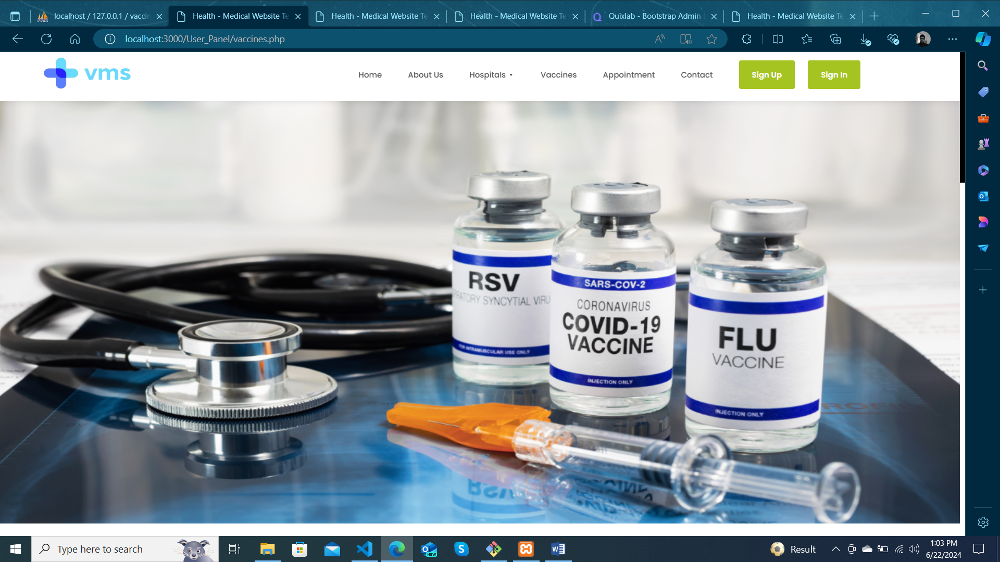 localhost / 127.0.0.1 / vaccin
Health - Medical Website Te
Health - Medical Website Te
Health - Medical Website Te
Quixlab - Bootstrap Admin
Health - Medical Website Te
localhost:3000/User_Panel/vaccines.php
vms
Home
About Us
Hospitals
Vaccines
Appointment
Contact
Sign Up
Sign In
RSV
PIRATORY SYNCYTIAL VIRU
FOR INTRAMUSCULAR USE ONLY
SARS-COV-2
CORONAVIRUS
COVID-19
VACCINE
INJECTION ONLY
FLU
VACCINE
INJECTION ONLY
Type here to search
Result
1:03 PM
6/22/2024